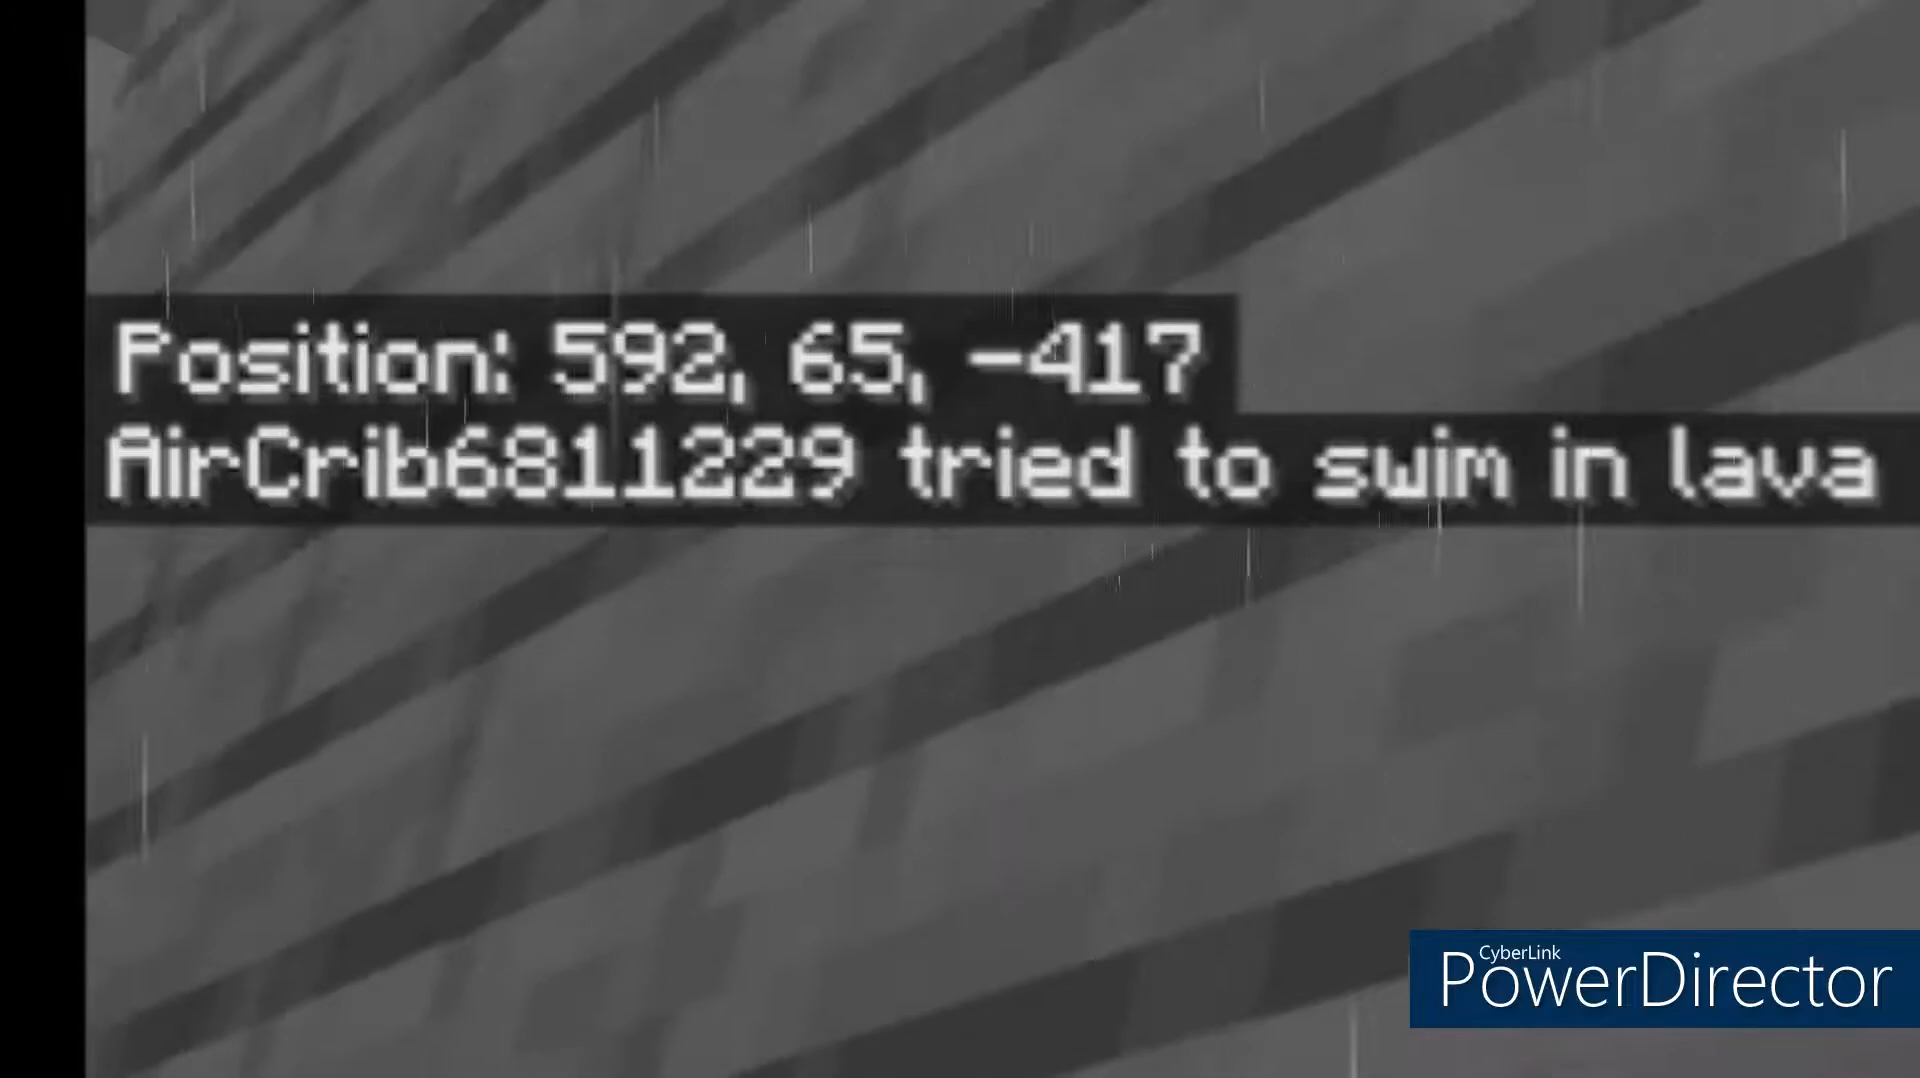 Position: 592, 65, -417
AirCrib6811229 tried to swim in lava
CyberLink
PowerDirector